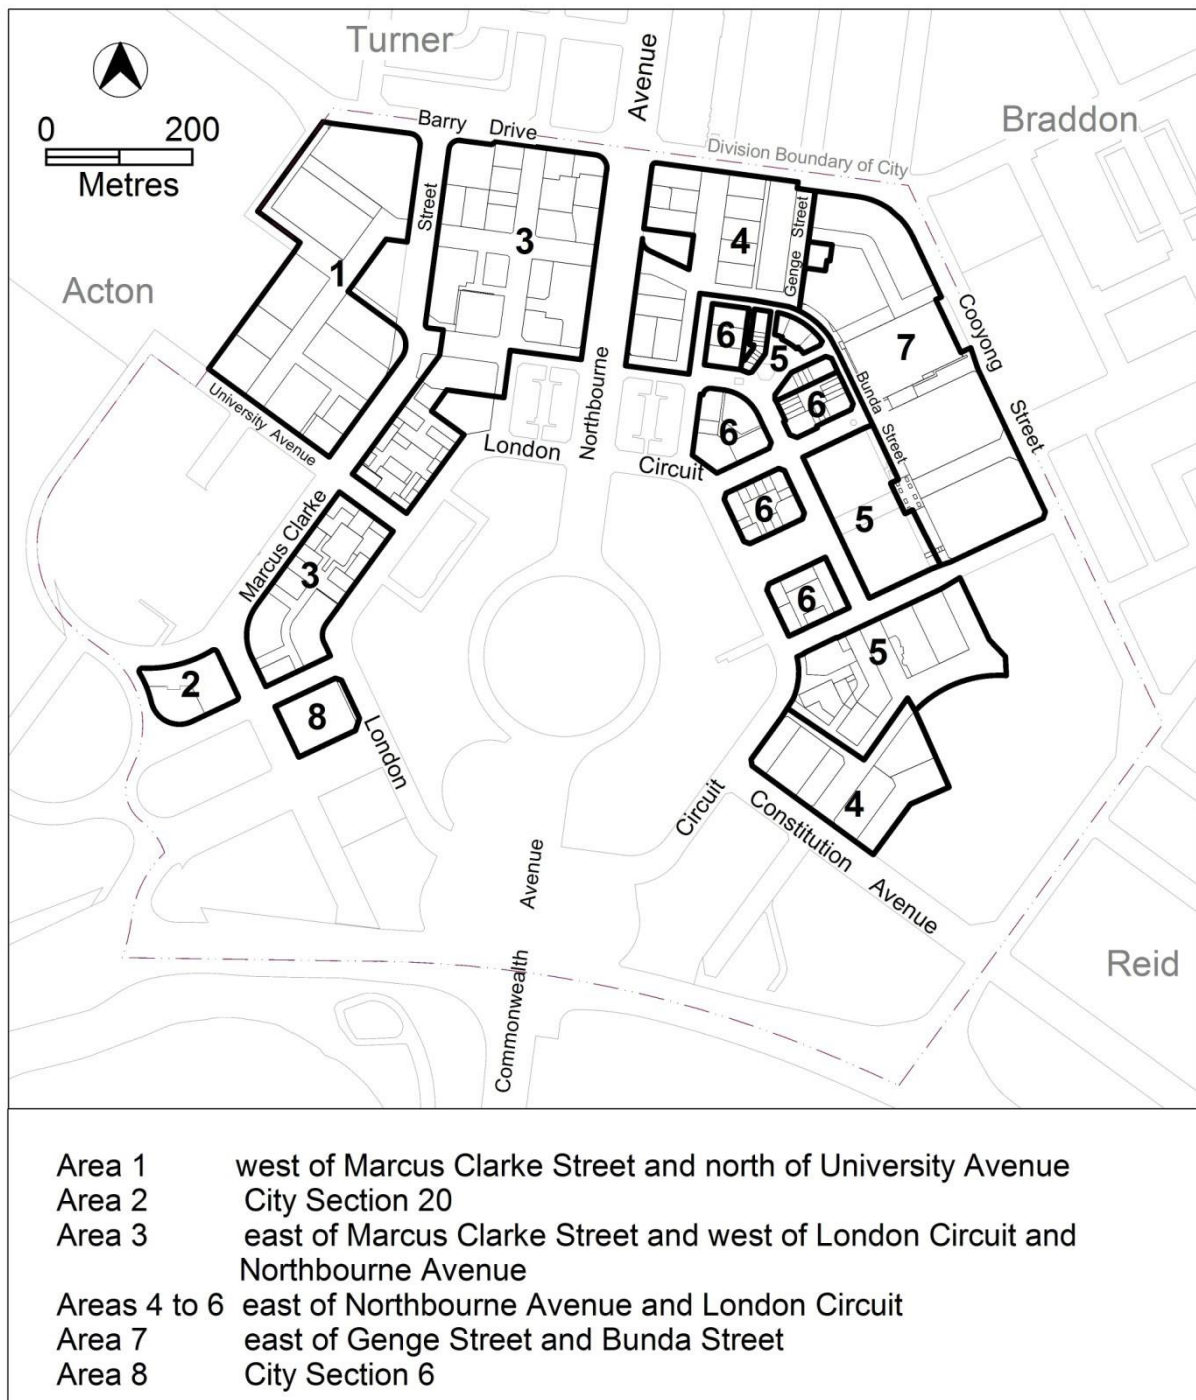 Turner
Avenue
0 200
Metres
Barry Drive
Braddon
Division Boundary of City
Street
Genge Street
3
4
1
Acton
Cooyong
Street
7
6
5
Bunda
Street
6
6
University Avenue
Northbourne
London
Circuit
6
5
Marcus Clarke
3
6
5
2
8
London
Circuit
4
Constitution Avenue
Avenue
Commonwealth
Reid
Area 1 west of Marcus Clarke Street and north of University Avenue
Area 2 City Section 20
Area 3 east of Marcus Clarke Street and west of London Circuit and
Northbourne Avenue
Areas 4 to 6 east of Northbourne Avenue and London Circuit
Area 7 east of Genge Street and Bunda Street
Area 8 City Section 6